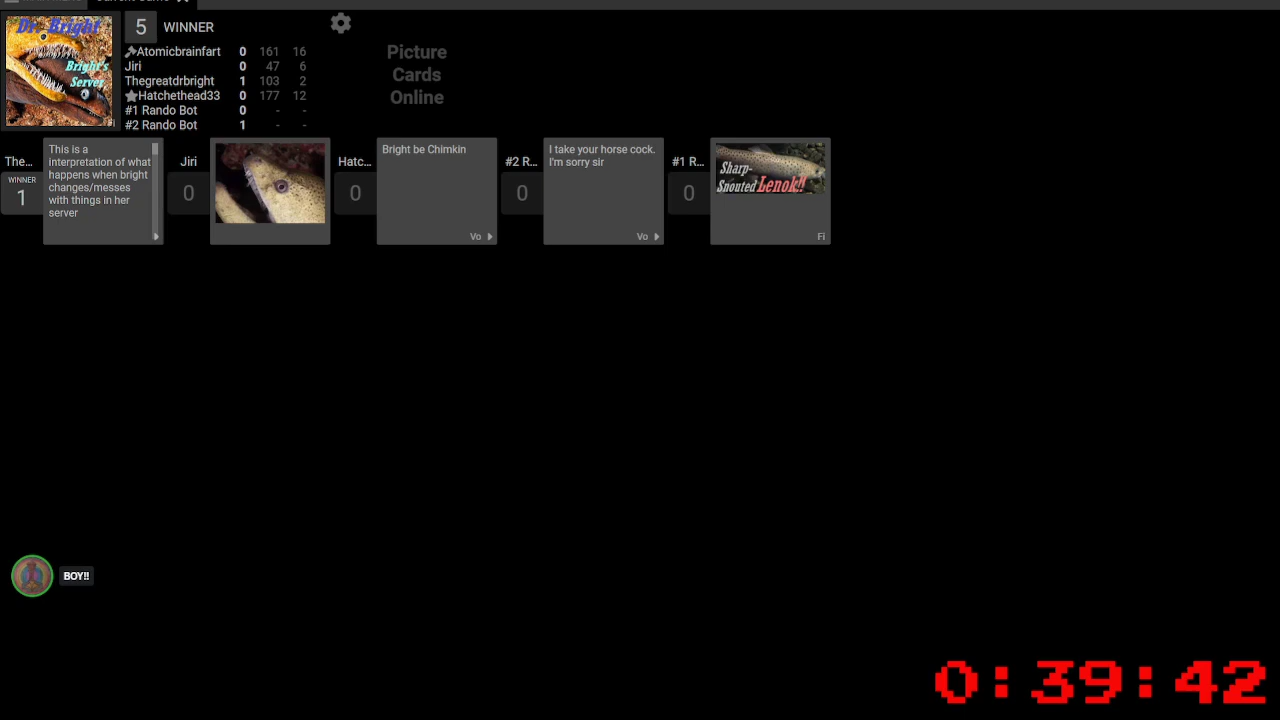 Dr. Bright
Bright's
Server
5 WINNER
Atomicbrainfart 0 161 16
Jiri 0 47 6
Thegreatdrbright 1 103 2
Hatchethead33 0 177 12
#1 Rando Bot 0 - -
#2 Rando Bot 1 - -
Picture
Cards
Online
The...
WINNER
1
This is a
interpretation of what
happens when bright
changes/messes
with things in her
server
Jiri
0
Hatc...
0
Bright be Chimkin
Vo
#2 R...
0
I take your horse cock.
I'm sorry sir
Vo
#1 R...
0
Sharp-
Snouted Lenok!!
Fi
BOY!!
0:39:42